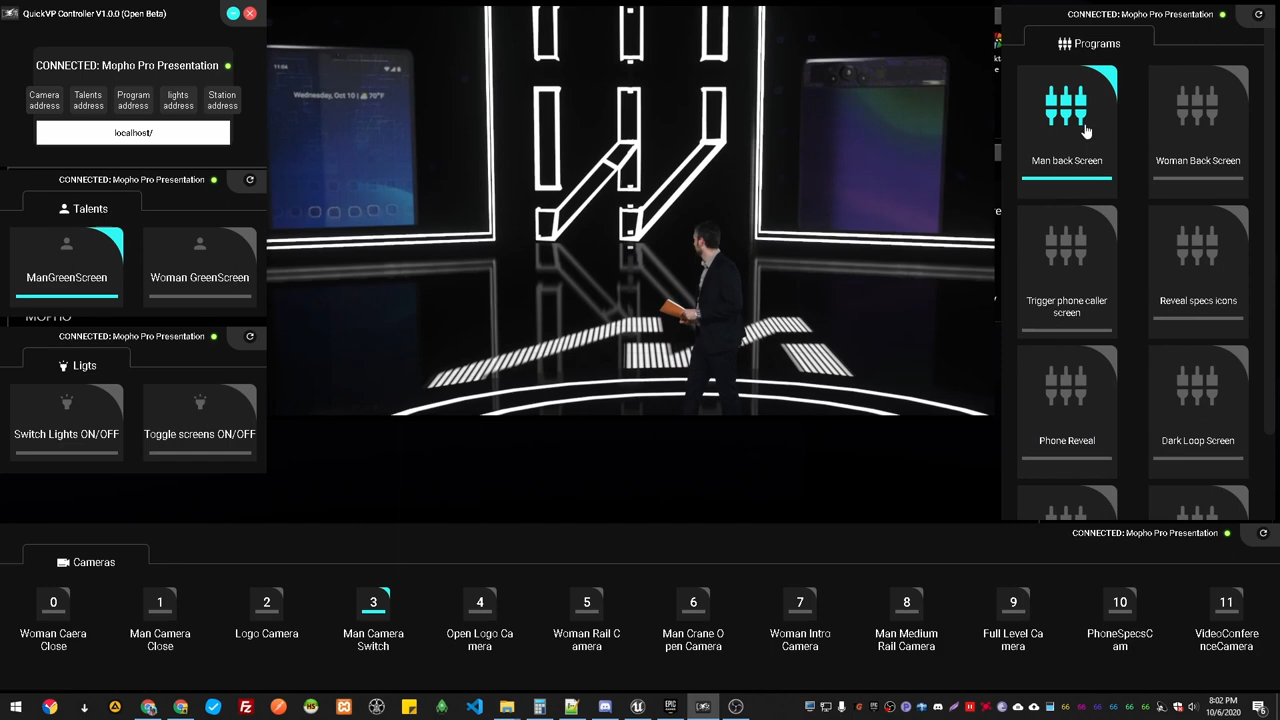 QuickVP Controller V1.0.0 (Open Beta)
CONNECTED: Mopho Pro Presentation
Camera address
Talents address
Program address
lights address
Station address
localhost/
CONNECTED: Mopho Pro Presentation
Talents
ManGreenScreen
Woman GreenScreen
MOPHO
CONNECTED: Mopho Pro Presentation
Ligts
Switch Lights ON/OFF
Toggle screens ON/OFF
11:04
Wednesday, Oct 10 | 70°F
CONNECTED: Mopho Pro Presentation
Programs
Man back Screen
Woman Back Screen
Trigger phone caller
screen
Reveal specs icons
Phone Reveal
Dark Loop Screen
CONNECTED: Mopho Pro Presentation
Cameras
0
Woman Caera
Close
1
Man Camera
Close
2
Logo Camera
3
Man Camera
Switch
4
Open Logo Ca
mera
5
Woman Rail C
amera
6
Man Crane O
pen Camera
7
Woman Intro
Camera
8
Man Medium
Rail Camera
9
Full Level Ca
mera
10
PhoneSpecsC
am
11
VideoConfere
nceCamera
8:02 PM
10/6/2020